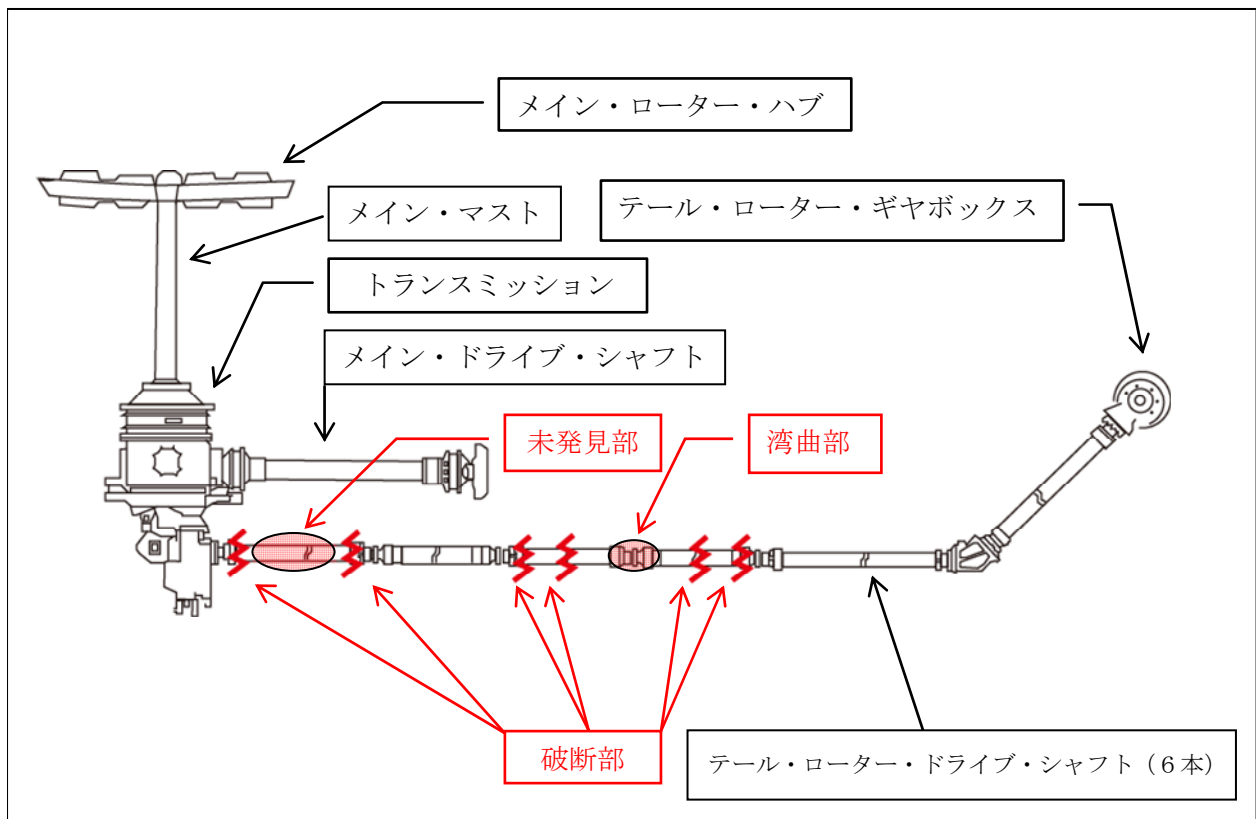 メイン・ローター・ハブ
メイン・マスト
テール・ローター・ギヤボックス
トランスミッション
メイン・ドライブ・シャフト
未発見部
湾曲部
破断部
テール・ローター・ドライブ・シャフト（６本）